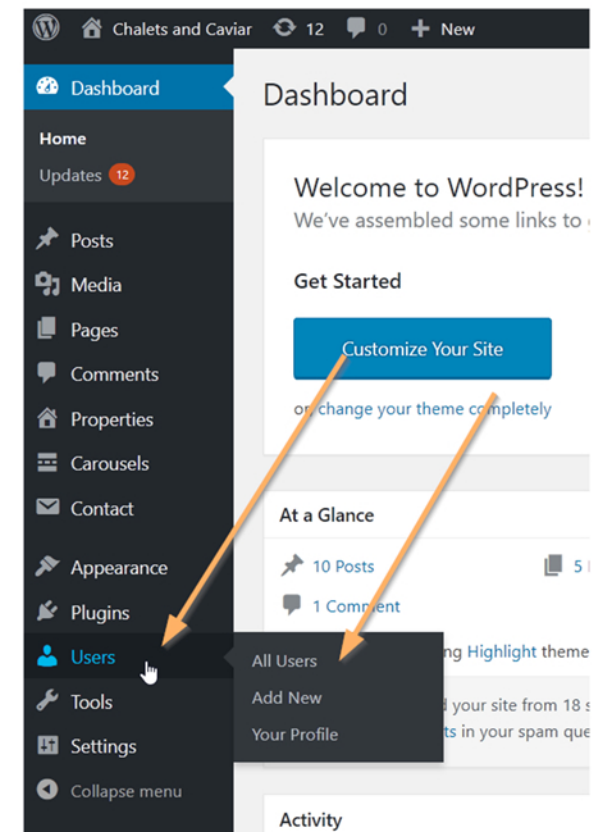 Chalets and Caviar 12 0 New
Dashboard
Home
Updates 12
Posts
Media
Pages
Comments
Properties
Carousels
Contact
Appearance
Plugins
Users
Tools
Settings
Collapse menu
All Users
Add New
Your Profile
Dashboard
Welcome to WordPress!
We've assembled some links to
Get Started
Customize Your Site
or, change your theme completely
At a Glance
10 Posts 5
1 Comment
ng Highlight theme
your site from 18 s
ts in your spam que
Activity